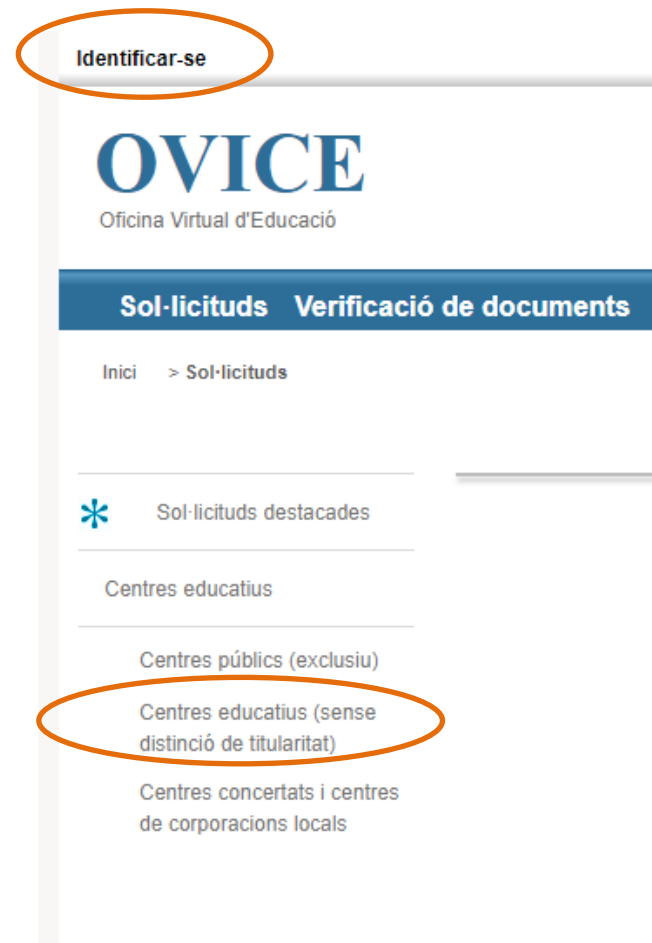 Identificar-se
OVICE
Oficina Virtual d'Educació
Sol·licituds Verificació de documents
Inici > Sol·licituds
Sol·licituds destacades
Centres educatius
Centres públics (exclusiu)
Centres educatius (sense
distinció de titularitat)
Centres concertats i centres
de corporacions locals